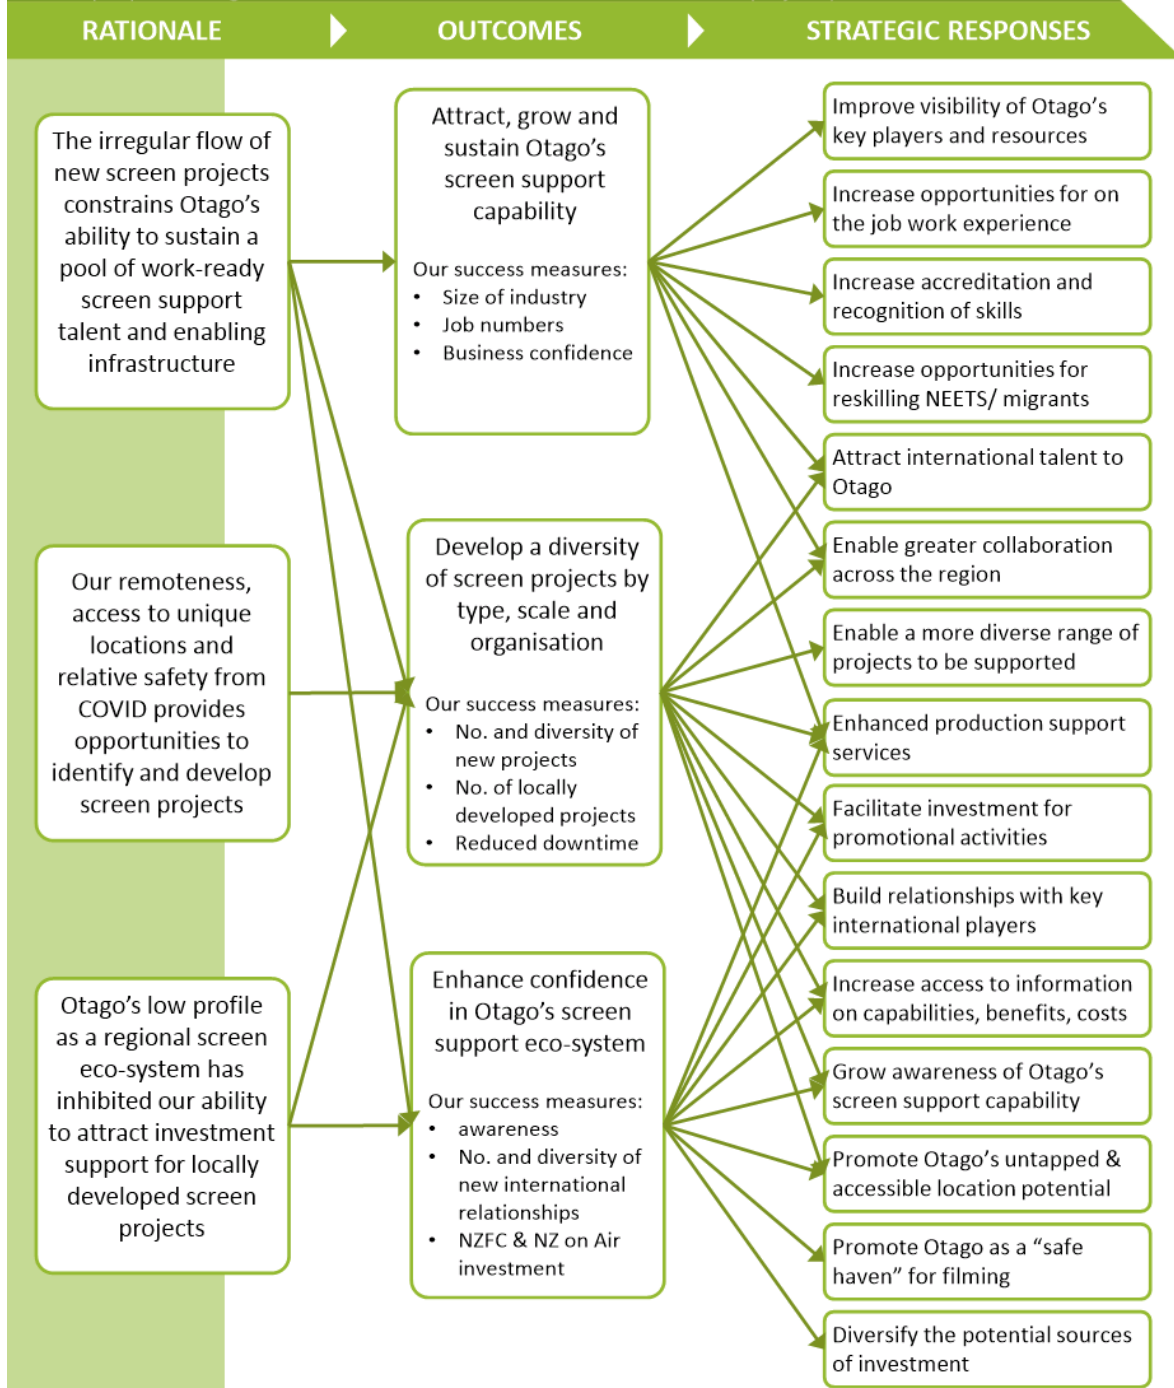 RATIONALE
OUTCOMES
STRATEGIC RESPONSES
The irregular flow of
new screen projects
constrains Otago’s
ability to sustain a
pool of work-ready
screen support
talent and enabling
infrastructure
Our remoteness,
access to unique
locations and
relative safety from
COVID provides
opportunities to
identify and develop
screen projects
Otago’s low profile
as a regional screen
eco-system has
inhibited our ability
to attract investment
support for locally
developed screen
projects
Attract, grow and
sustain Otago’s
screen support
capability
Our success measures:
• Size of industry
• Job numbers
• Business confidence
Develop a diversity
of screen projects by
type, scale and
organisation
Our success measures:
• No. and diversity of
new projects
• No. of locally
developed projects
• Reduced downtime
Enhance confidence
in Otago’s screen
support eco-system
Our success measures:
• awareness
• No. and diversity of
new international
relationships
• NZFC & NZ on Air
investment
Improve visibility of Otago’s
key players and resources
Increase opportunities for on
the job work experience
Increase accreditation and
recognition of skills
Increase opportunities for
reskilling NEETS/ migrants
Attract international talent to
Otago
Enable greater collaboration
across the region
Enable a more diverse range of
projects to be supported
Enhanced production support
services
Facilitate investment for
promotional activities
Build relationships with key
international players
Increase access to information
on capabilities, benefits, costs
Grow awareness of Otago’s
screen support capability
Promote Otago’s untapped &
accessible location potential
Promote Otago as a “safe
haven” for filming
Diversify the potential sources
of investment